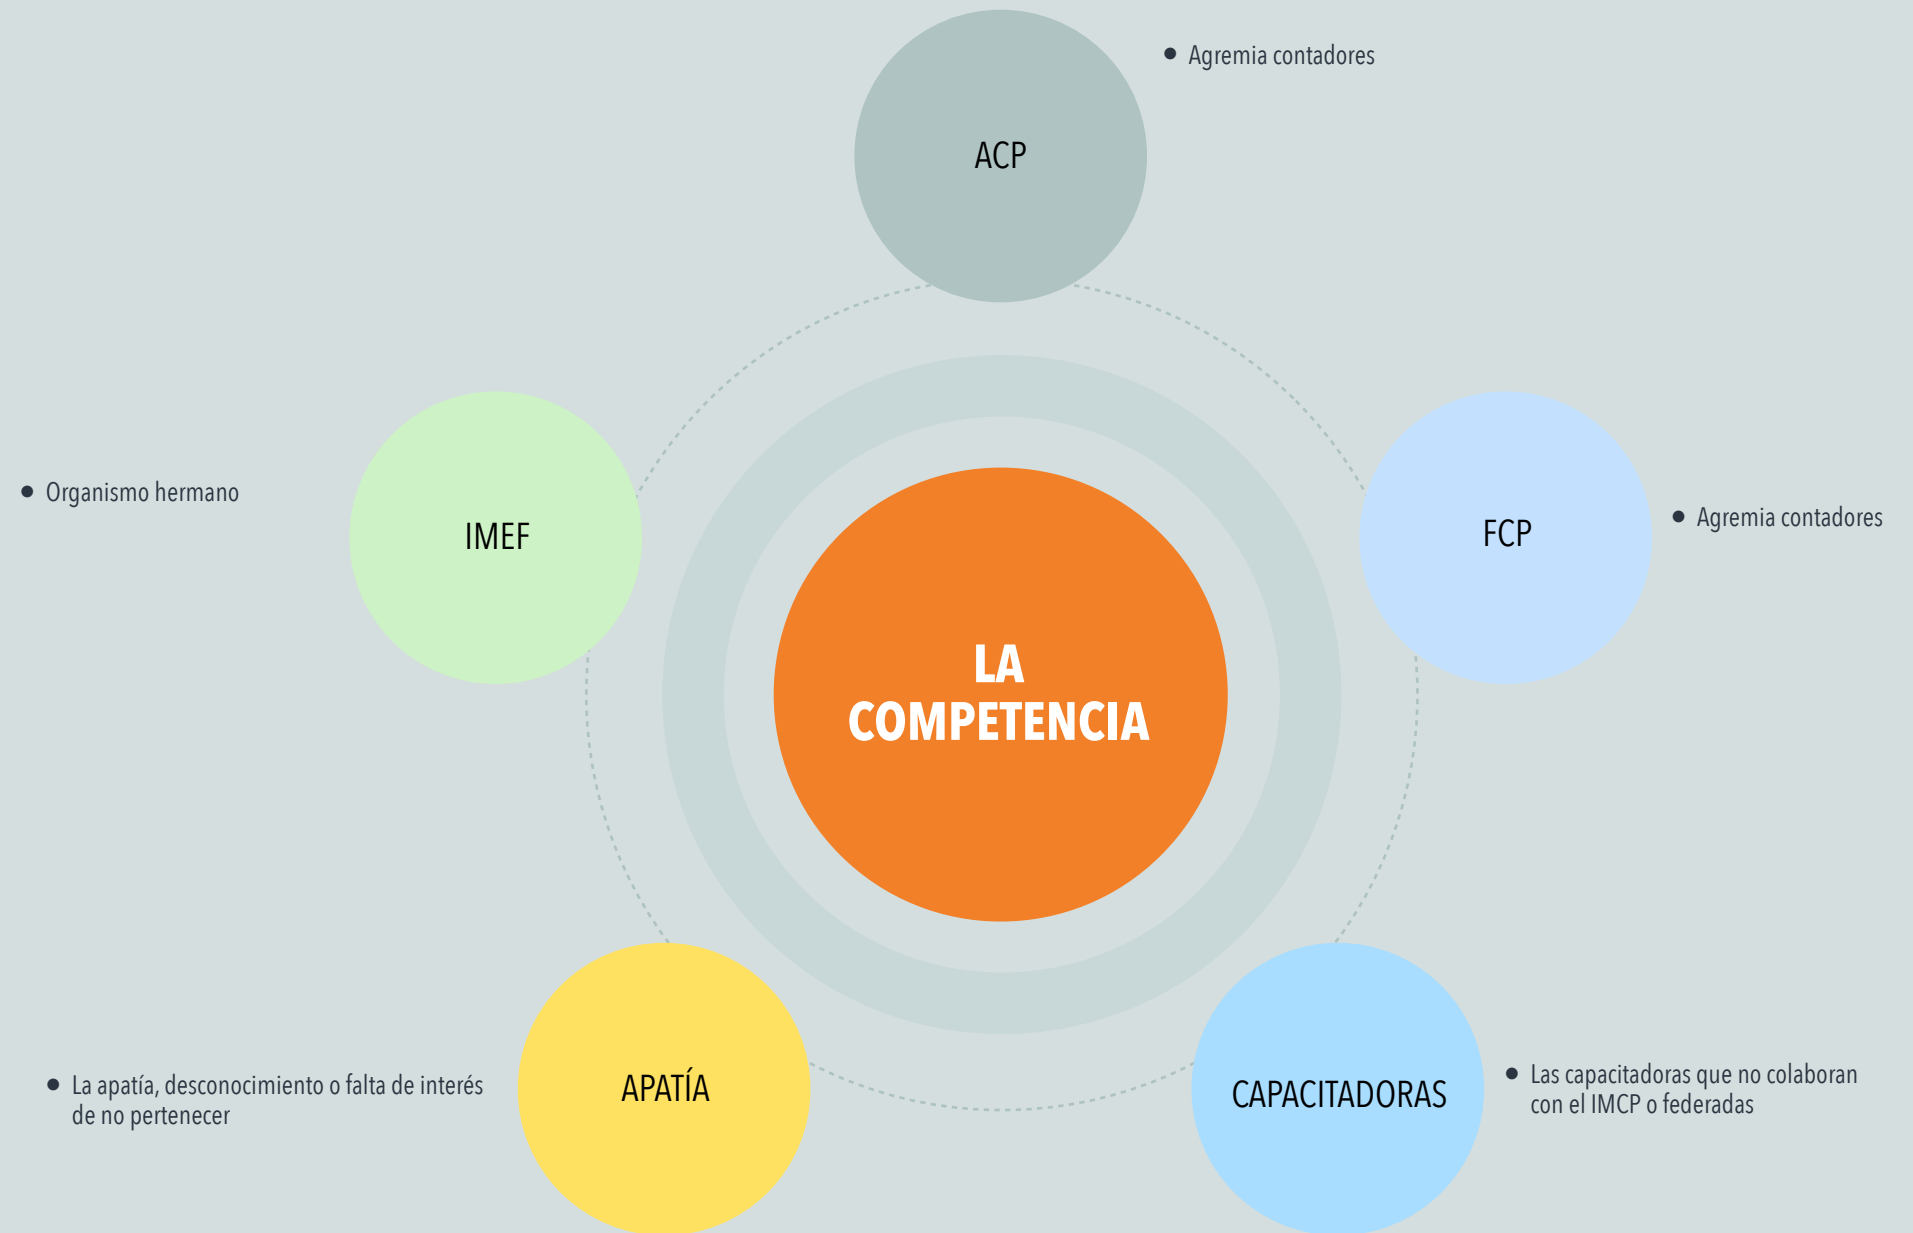 ACP
● Agremia contadores
IMEF
● Organismo hermano
FCP
● Agremia contadores
LA
COMPETENCIA
APATÍA
● La apatía, desconocimiento o falta de interés
de no pertenecer
CAPACITADORAS
● Las capacitadoras que no colaboran
con el IMCP o federadas